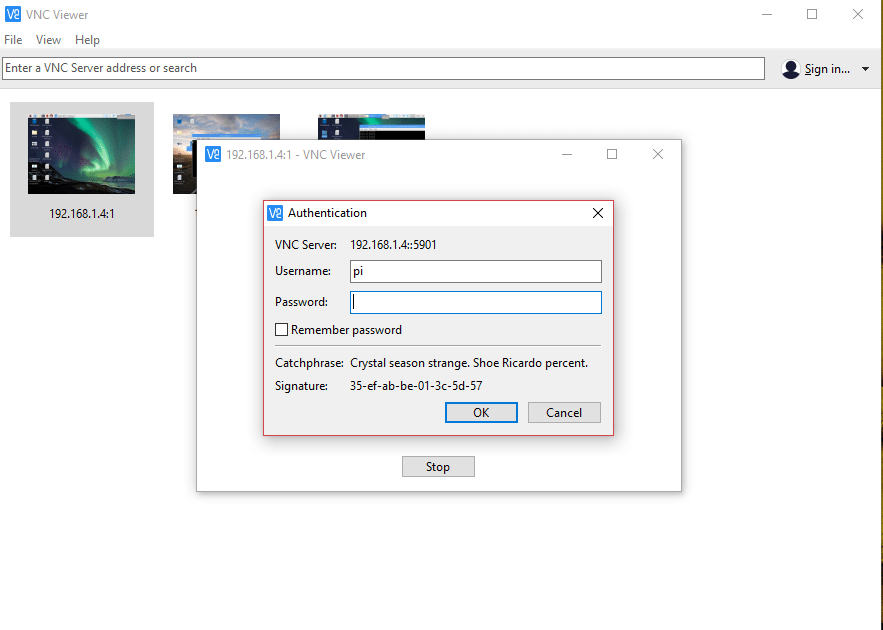 VNC Viewer
File View Help
Enter a VNC Server address or search
Sign in...
192.168.1.4:1
192.168.1.4:1 - VNC Viewer
Authentication
VNC Server: 192.168.1.4::5901
Username: pi
Password:
Remember password
Catchphrase: Crystal season strange. Shoe Ricardo percent.
Signature: 35-ef-ab-be-01-3c-5d-57
OK Cancel
Stop